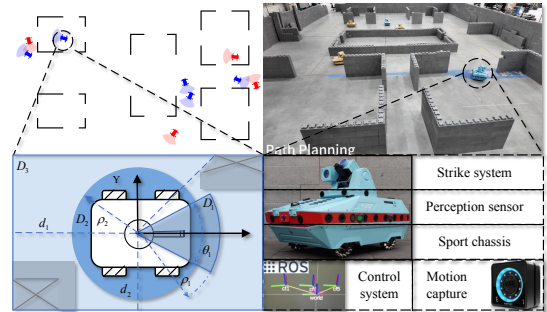 Path Planning
D₃
Y
D₁
D₂
ρ₂
d₁
θ₁
ρ₁
d₂
Strike system
Perception sensor
Sport chassis
ROS
Control system
Motion capture
world